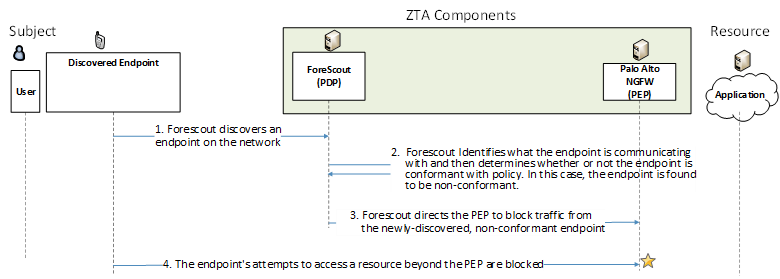 ZTA Components
Subject
Resource
Discovered Endpoint
ForeScout
(PDP)
Palo Alto
NGFW
(PEP)
User
Application
1. Forescout discovers an
endpoint on the network
2. Forescout Identifies what the endpoint is communicating
with and then determines whether or not the endpoint is
conformant with policy. In this case, the endpoint is found
to be non-conformant.
3. Forescout directs the PEP to block traffic from
the newly-discovered, non-conformant endpoint
4. The endpoint's attempts to access a resource beyond the PEP are blocked